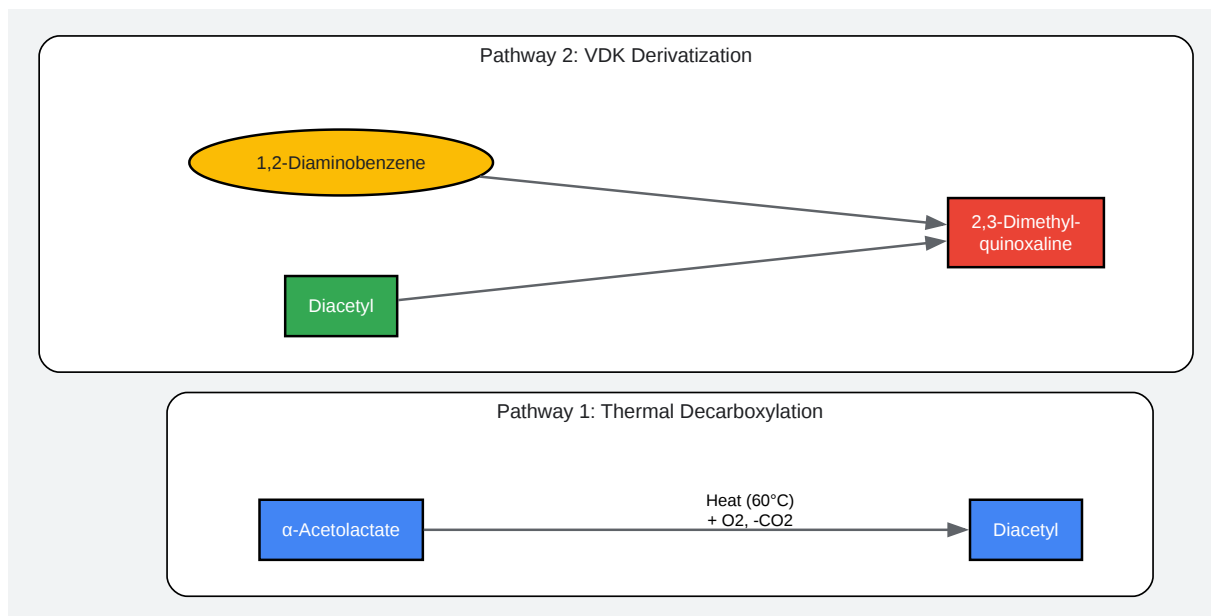 Pathway 2: VDK Derivatization
1,2-Diaminobenzene
2,3-Dimethyl-
quinoxaline
Diacetyl
Pathway 1: Thermal Decarboxylation
Heat (60°C)
+ O2, -CO2
α-Acetolactate
Diacetyl